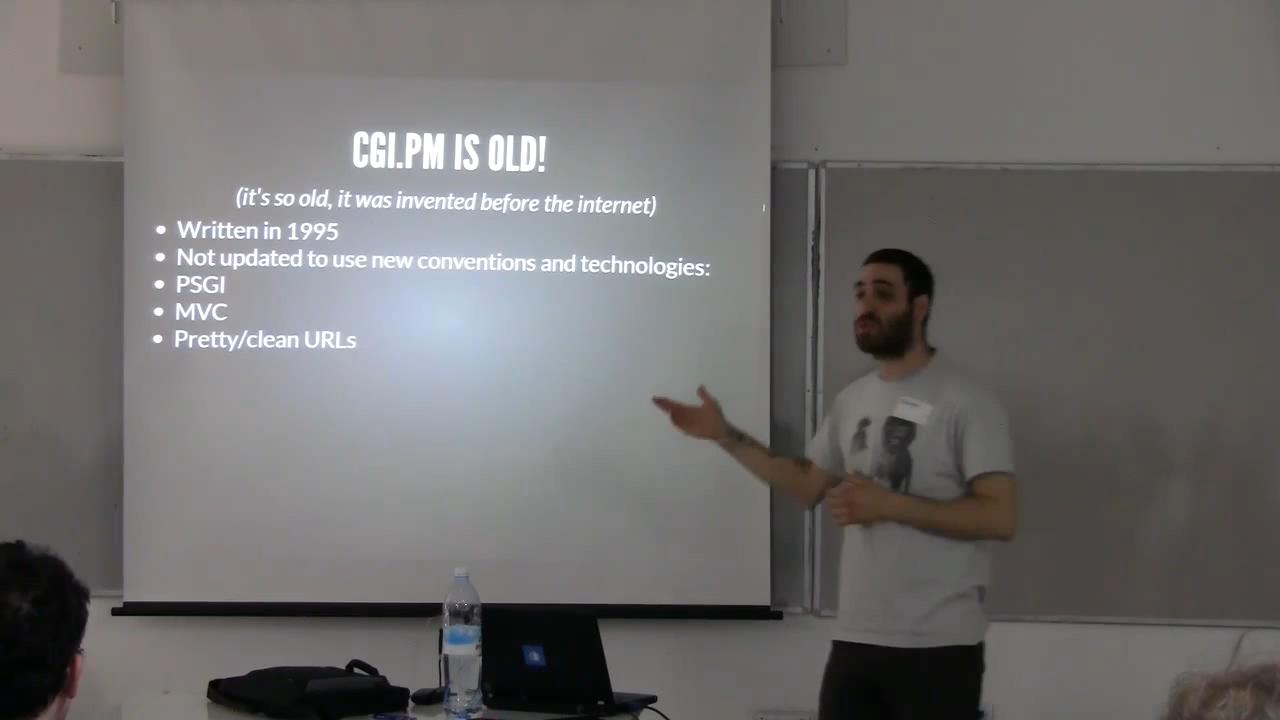 CGI.PM IS OLD!
(it's so old, it was invented before the internet)
• Written in 1995
• Not updated to use new conventions and technologies:
• PSGI
• MVC
• Pretty/clean URLs